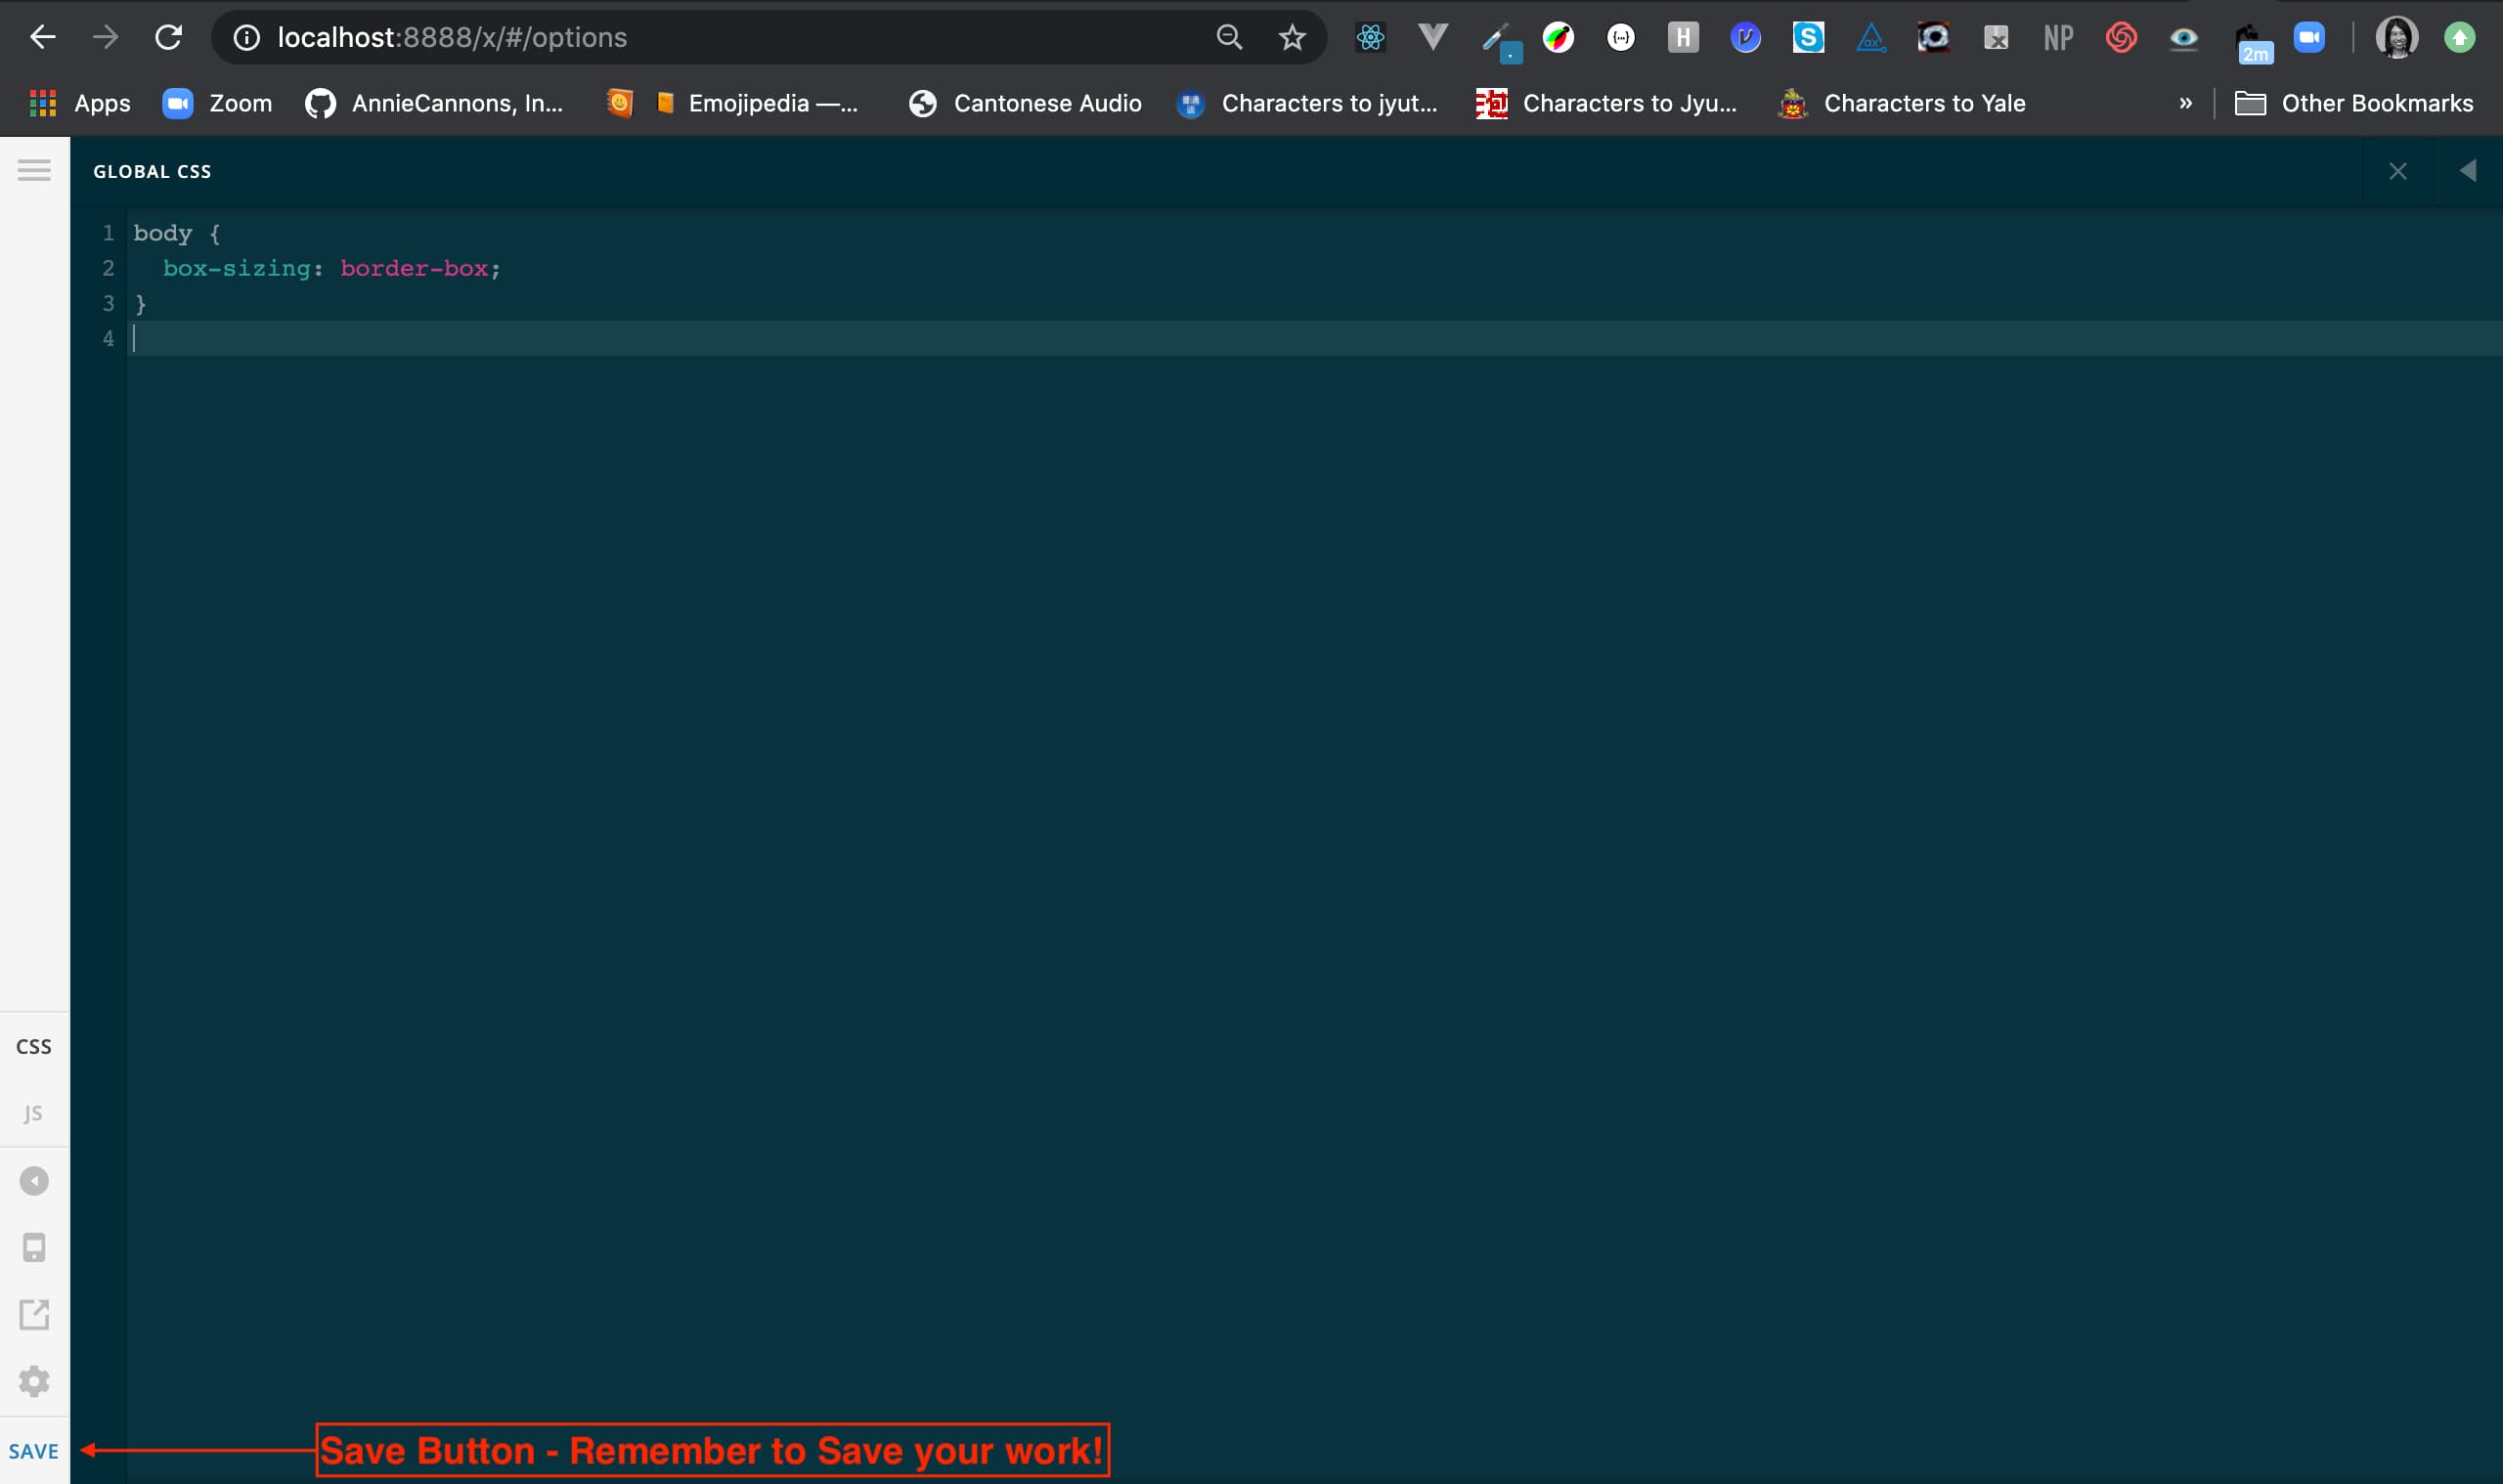 localhost:8888/x/#/options
H
S
ax
x
NP
2m
Apps
Zoom
AnnieCannons, In...
Emojipedia —...
Cantonese Audio
Characters to jyut...
Characters to Jyu...
Characters to Yale
»
Other Bookmarks
GLOBAL CSS
1 body {
2 box-sizing: border-box;
3 }
4
CSS
JS
SAVE
Save Button - Remember to Save your work!